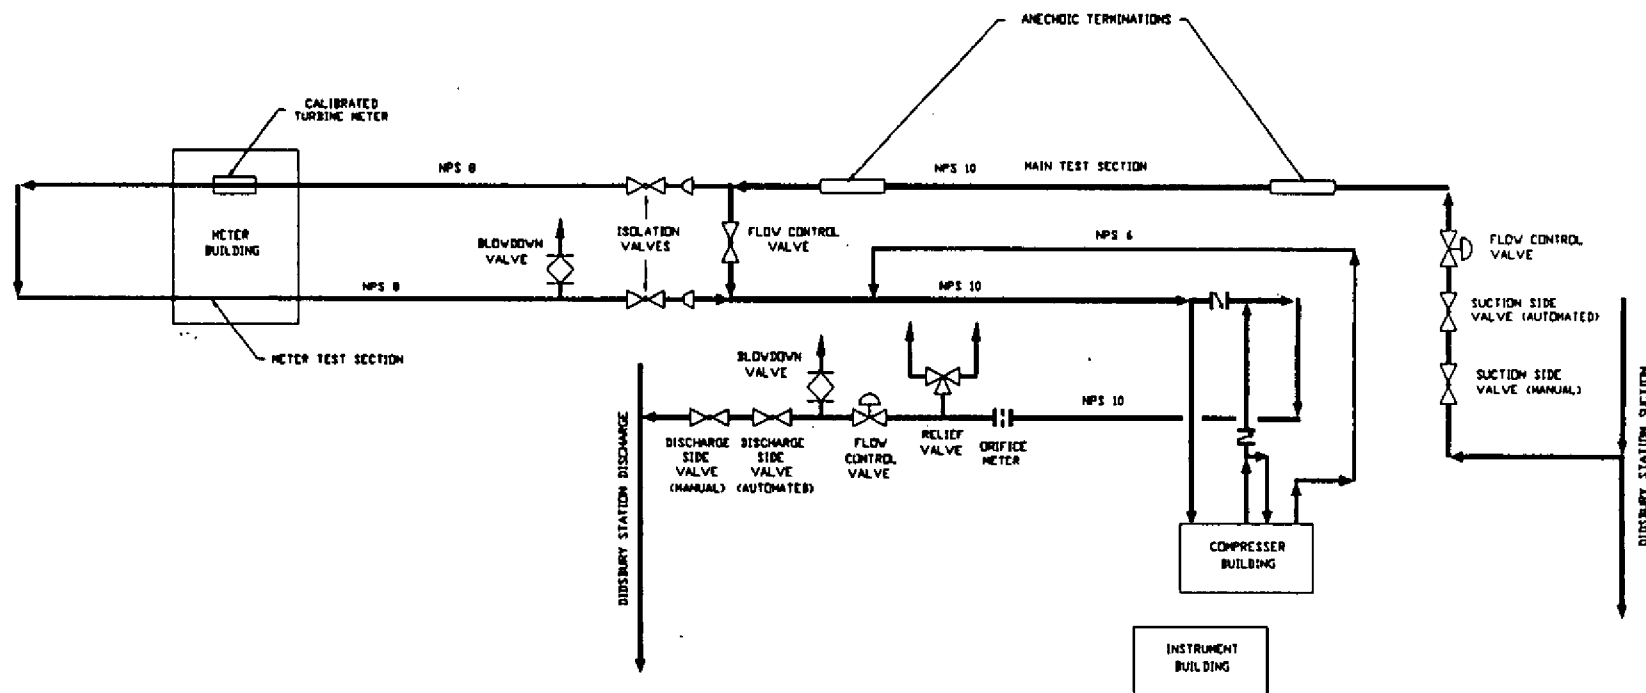 ANECHOIC TERMINATIONS
CALIBRATED
TURBINE METER
NPS 8
NPS 10
MAIN TEST SECTION
METER
BUILDING
BLOWDOWN
VALVE
ISOLATION
VALVES
FLOW CONTROL
VALVE
NPS 6
FLOW CONTROL
VALVE
NPS 8
NPS 10
SUCTION SIDE
VALVE (AUTOMATED)
METER TEST SECTION
BLOWDOWN
VALVE
SUCTION SIDE
VALVE (MANUAL)
NPS 10
DISCHARGE
SIDE
VALVE
(MANUAL)
DISCHARGE
SIDE
VALVE
(AUTOMATED)
FLOW
CONTROL
VALVE
RELIEF
VALVE
ORIFICE
METER
DIDSBURY STATION DISCHARGE
DIDSBURY STATION SUCTION
COMPRESSER
BUILDING
INSTRUMENT
BUILDING